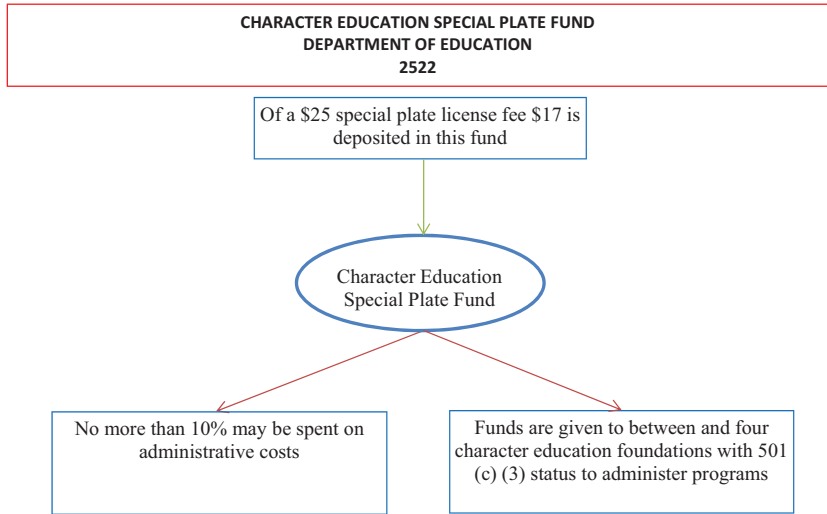 CHARACTER EDUCATION SPECIAL PLATE FUND
DEPARTMENT OF EDUCATION
2522
Of a $25 special plate license fee $17 is
deposited in this fund
Character Education
Special Plate Fund
No more than 10% may be spent on
administrative costs
Funds are given to between and four
character education foundations with 501
(c) (3) status to administer programs